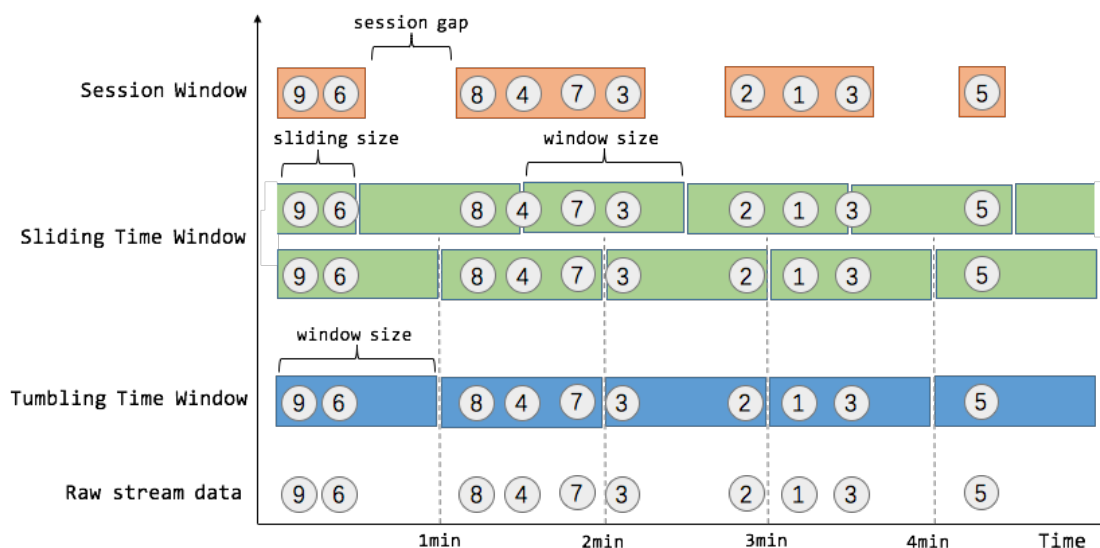 session gap
Session Window
9 6 8 4 7 3 2 1 3 5
sliding size
window size
9 6 8 4 7 3 2 1 3 5
Sliding Time Window
9 6 8 4 7 3 2 1 3 5
window size
Tumbling Time Window
9 6 8 4 7 3 2 1 3 5
Raw stream data
9 6 8 4 7 3 2 1 3 5
1min 2min 3min 4min Time